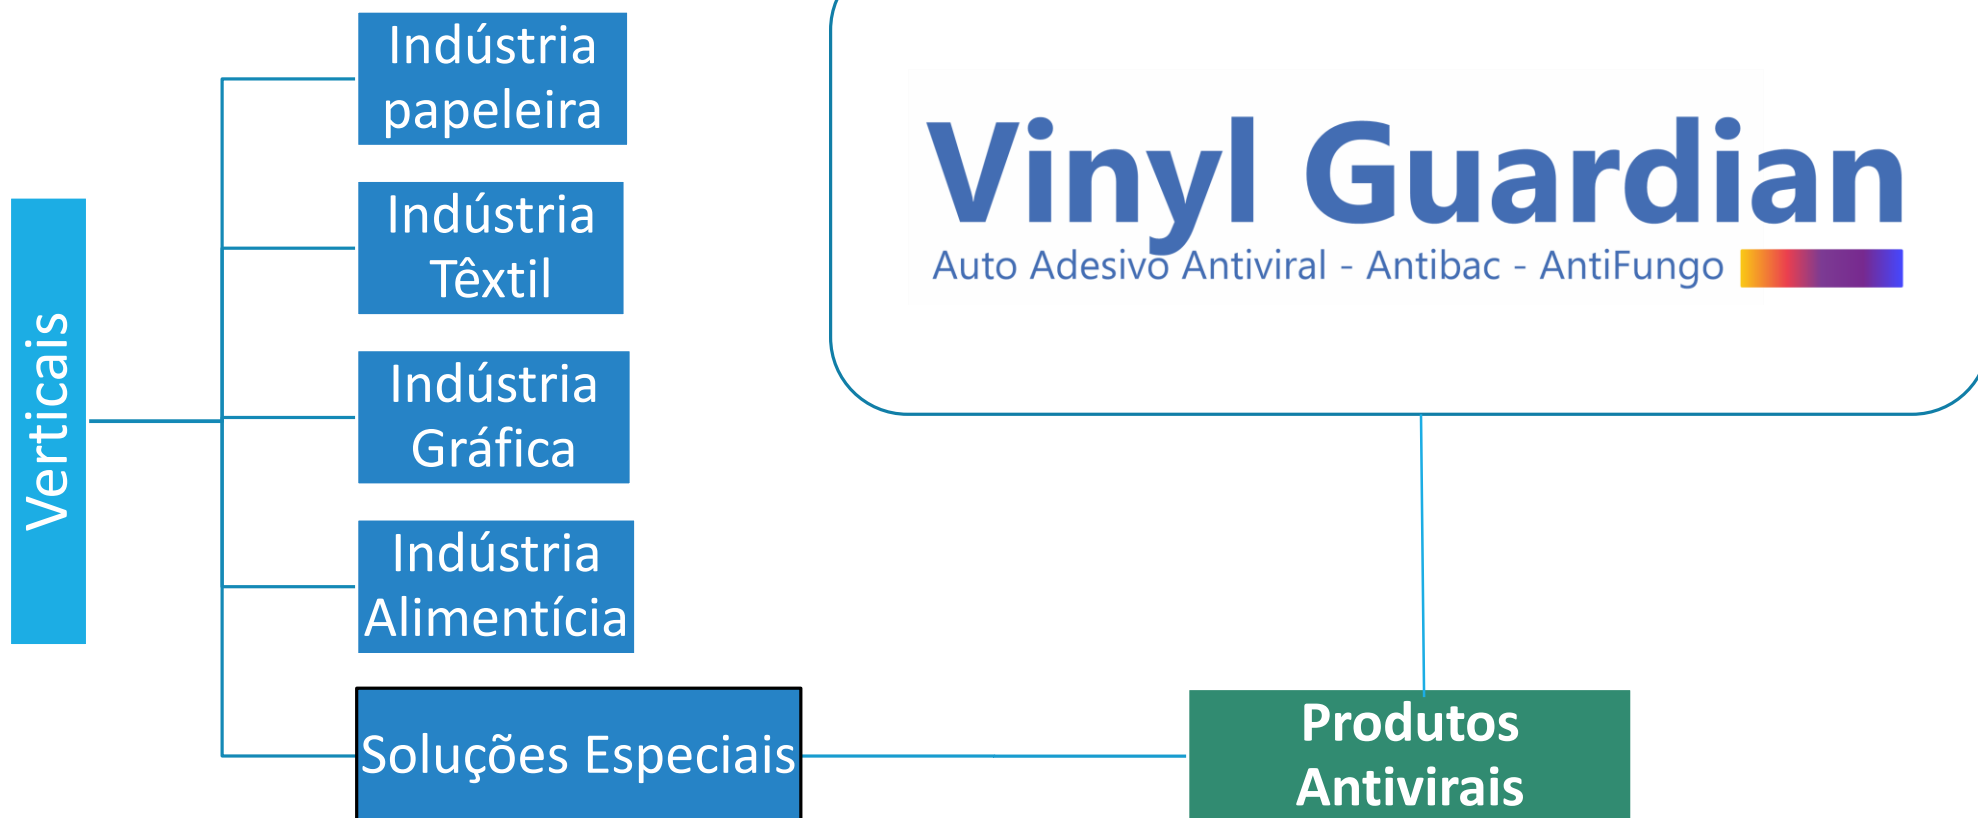 Verticais
Indústria
papeleira
Indústria
Têxtil
Indústria
Gráfica
Indústria
Alimentícia
Soluções Especiais
Vinyl Guardian
Auto Adesivo Antiviral - Antibac - AntiFungo
Produtos
Antivirais